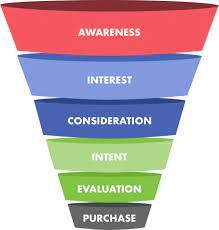 AWARENESS
INTEREST
CONSIDERATION
INTENT
EVALUATION
PURCHASE